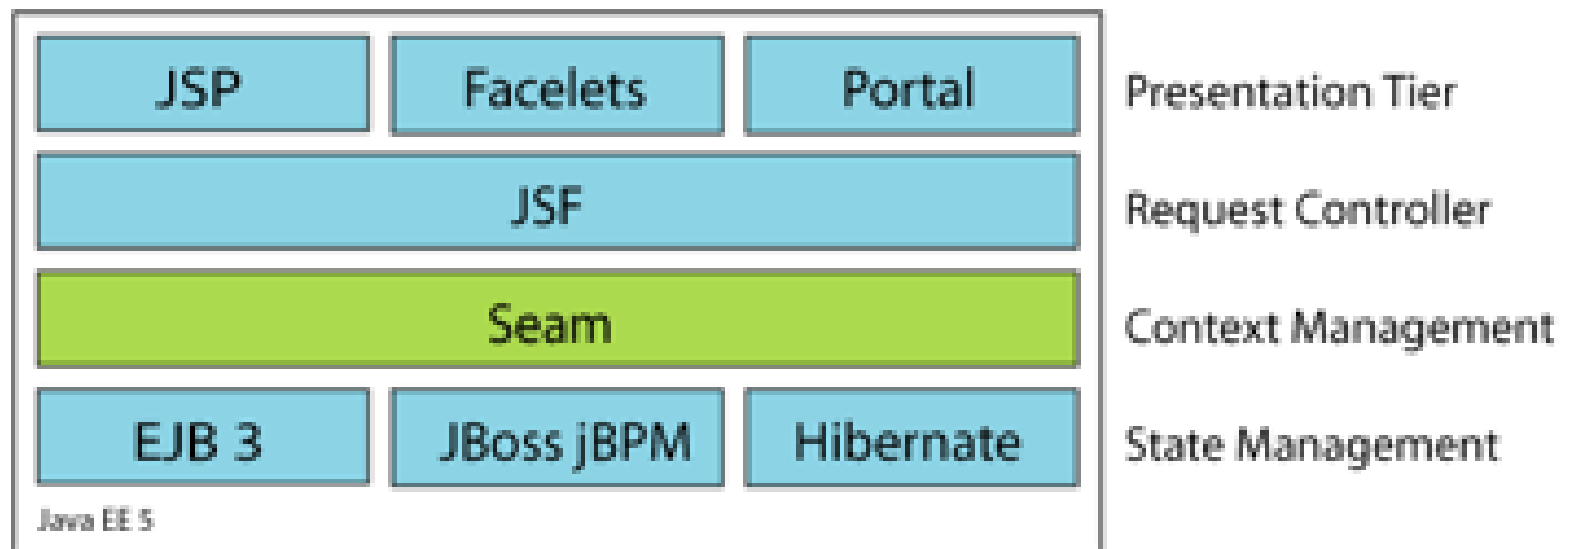 JSP Facelets Portal Presentation Tier
JSF Request Controller
Seam Context Management
EJB 3 JBoss jBPM Hibernate State Management
Java EE 5